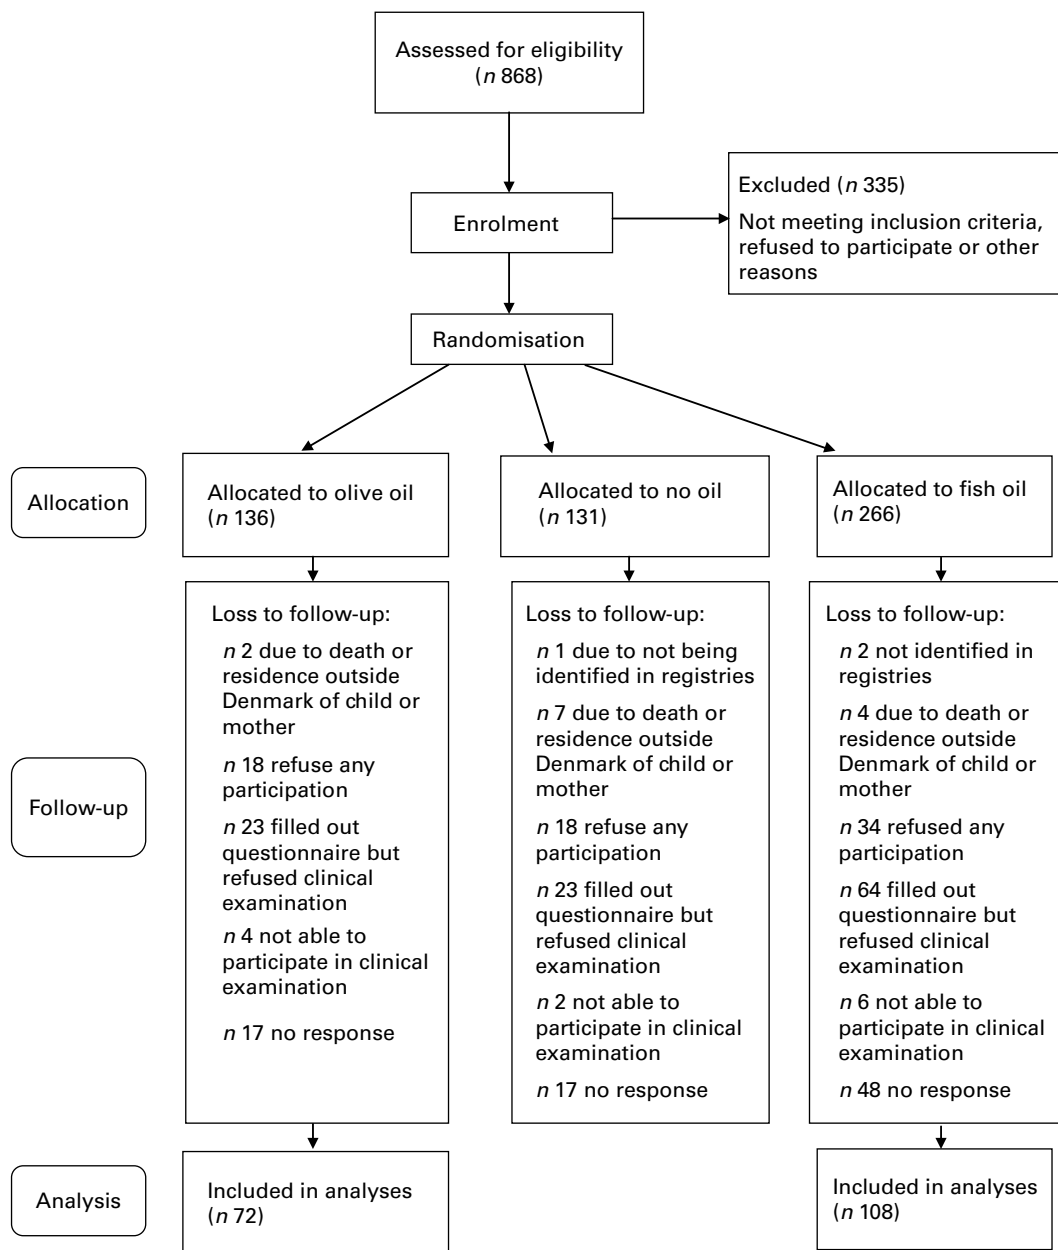 Assessed for eligibility
(n 868)
Enrolment
Excluded (n 335)
Not meeting inclusion criteria,
refused to participate or other
reasons
Randomisation
Allocation
Allocated to olive oil
(n 136)
Allocated to no oil
(n 131)
Allocated to fish oil
(n 266)
Follow-up
Loss to follow-up:
n 2 due to death or
residence outside
Denmark of child or
mother
n 18 refuse any
participation
n 23 filled out
questionnaire but
refused clinical
examination
n 4 not able to
participate in clinical
examination
n 17 no response
Loss to follow-up:
n 1 due to not being
identified in registries
n 7 due to death or
residence outside
Denmark of child or
mother
n 18 refuse any
participation
n 23 filled out
questionnaire but
refused clinical
examination
n 2 not able to
participate in clinical
examination
n 17 no response
Loss to follow-up:
n 2 not identified in
registries
n 4 due to death or
residence outside
Denmark of child or
mother
n 34 refused any
participation
n 64 filled out
questionnaire but
refused clinical
examination
n 6 not able to
participate in clinical
examination
n 48 no response
Analysis
Included in analyses
(n 72)
Included in analyses
(n 108)